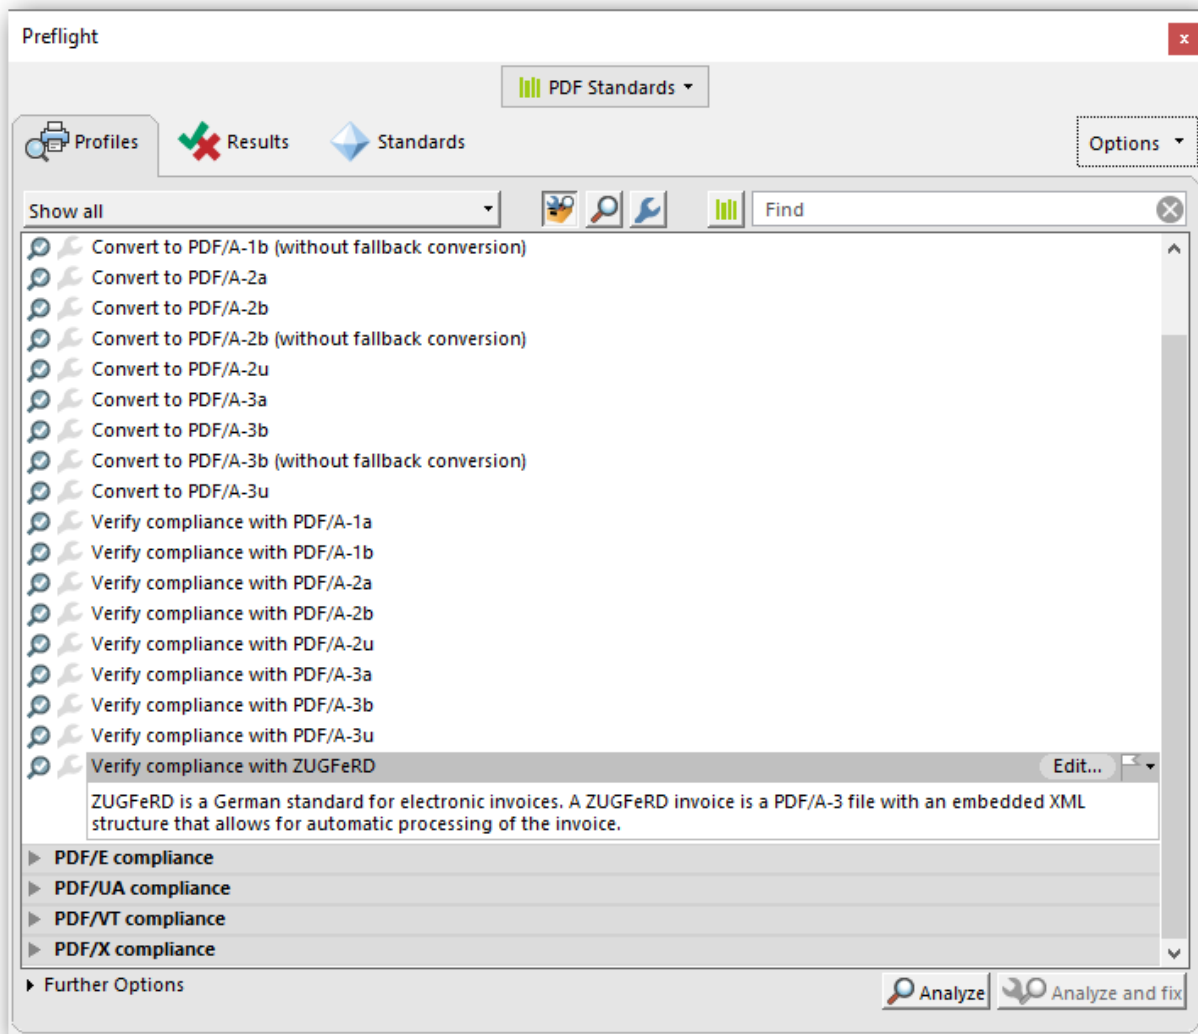 Preflight
x
PDF Standards
Profiles
Results
Standards
Options
Show all
Find
Convert to PDF/A-1b (without fallback conversion)
Convert to PDF/A-2a
Convert to PDF/A-2b
Convert to PDF/A-2b (without fallback conversion)
Convert to PDF/A-2u
Convert to PDF/A-3a
Convert to PDF/A-3b
Convert to PDF/A-3b (without fallback conversion)
Convert to PDF/A-3u
Verify compliance with PDF/A-1a
Verify compliance with PDF/A-1b
Verify compliance with PDF/A-2a
Verify compliance with PDF/A-2b
Verify compliance with PDF/A-2u
Verify compliance with PDF/A-3a
Verify compliance with PDF/A-3b
Verify compliance with PDF/A-3u
Verify compliance with ZUGFeRD Edit...
ZUGFeRD is a German standard for electronic invoices. A ZUGFeRD invoice is a PDF/A-3 file with an embedded XML
structure that allows for automatic processing of the invoice.
PDF/E compliance
PDF/UA compliance
PDF/VT compliance
PDF/X compliance
Further Options
Analyze
Analyze and fix